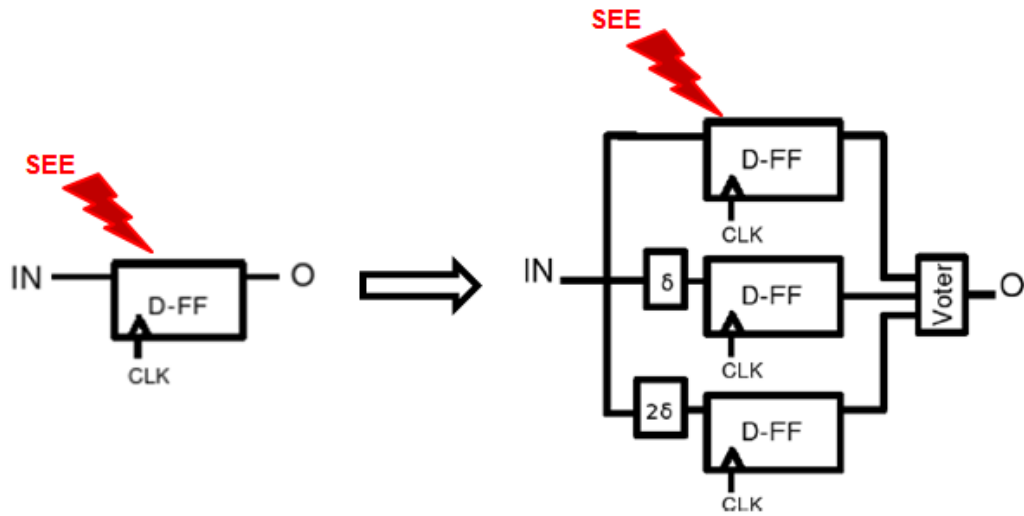 SEE
IN
D-FF
CLK
O
SEE
D-FF
CLK
IN
δ
D-FF
CLK
2δ
D-FF
CLK
Voter
O